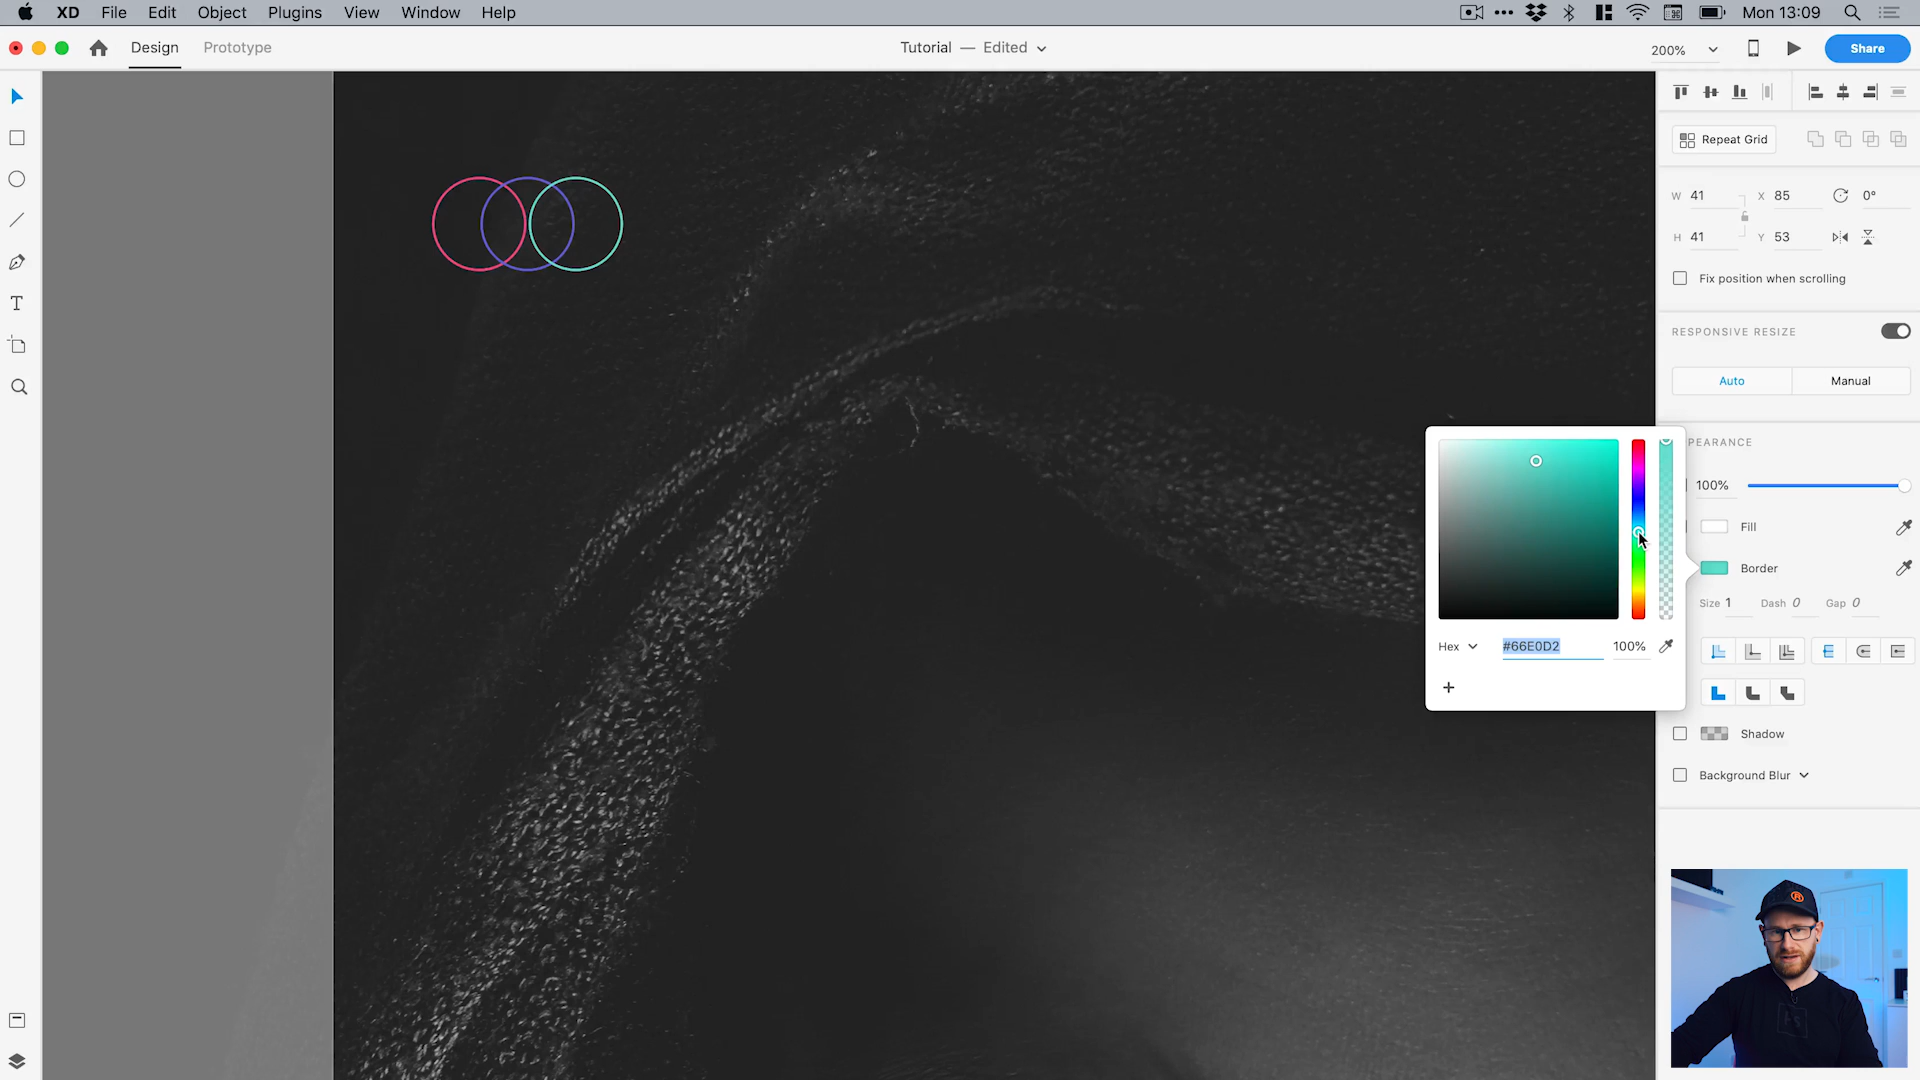 XD File Edit Object Plugins View Window Help Mon 13:09
Design Prototype Tutorial — Edited 200% Share
Repeat Grid
W 41 X 85 0°
H 41 Y 53
Fix position when scrolling
RESPONSIVE RESIZE
Auto Manual
PEARANCE
100%
Fill
Border
Size 1 Dash 0 Gap 0
Hex #66E0D2 100%
Shadow
Background Blur